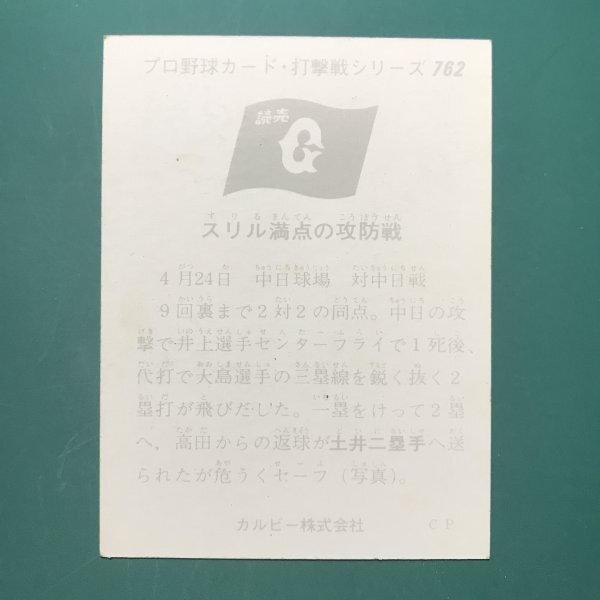 プロ野球カード・打撃戦シリーズ 762
読売
G
スリル満点の攻防戦
4月24日 中日球場 対中日戦
9回裏まで2対2の同点。中日の攻
撃で井上選手センターフライで1死後、
代打で大島選手の三塁線を鋭く抜く2
塁打が飛びだした。一塁をけって2塁
へ、高田からの返球が土井二塁手へ送
られたが危うくセーフ(写真)。
カルビー株式会社 CP